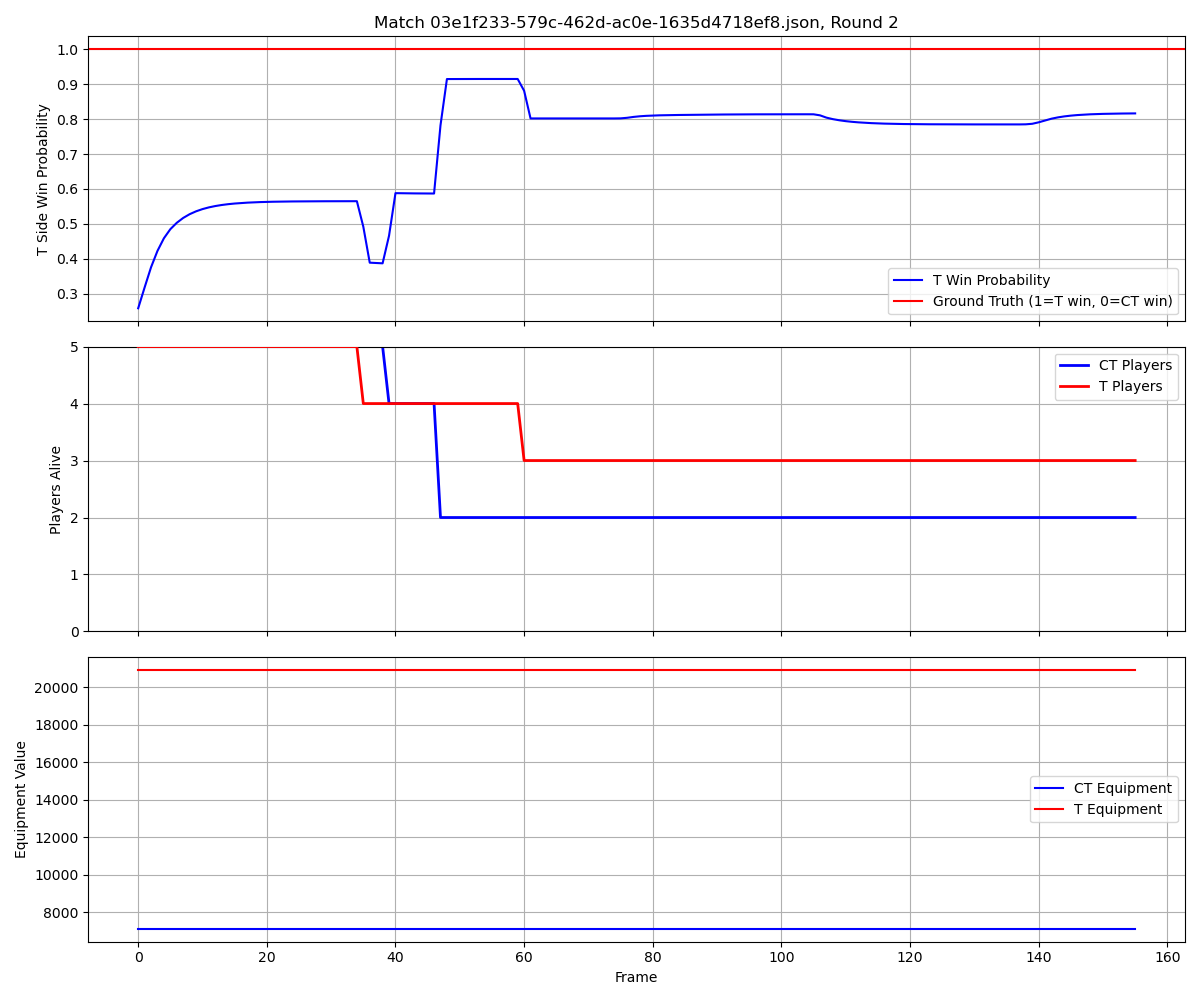 Match 03e1f233-579c-462d-ac0e-1635d4718ef8.json, Round 2
T Side Win Probability
1.0
0.9
0.8
0.7
0.6
0.5
0.4
0.3
T Win Probability
Ground Truth (1=T win, 0=CT win)
Players Alive
5
4
3
2
1
0
CT Players
T Players
Equipment Value
20000
18000
16000
14000
12000
10000
8000
CT Equipment
T Equipment
0 20 40 60 80 100 120 140 160
Frame